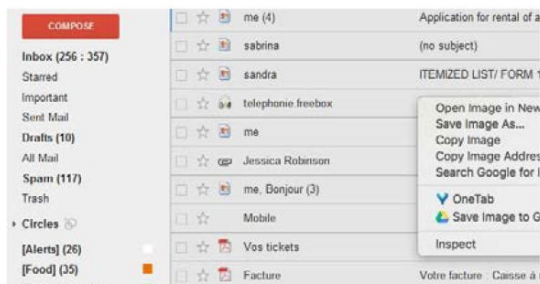 COMPOSE
Inbox (256 : 357)
Starred
Important
Sent Mail
Drafts (10)
All Mail
Spam (117)
Trash
Circles
[Alerts] (26)
[Food] (35)
me (4) Application for rental of a
sabrina (no subject)
sandra ITEMIZED LIST/ FORM
telephonie freebox
me
Jessica Robinson
me, Bonjour (3)
Mobile
Vos tickets
Facture Votre facture : Caisse à
Open Image in New
Save Image As...
Copy Image
Copy Image Addres
Search Google for
OneTab
Save Image to G
Inspect